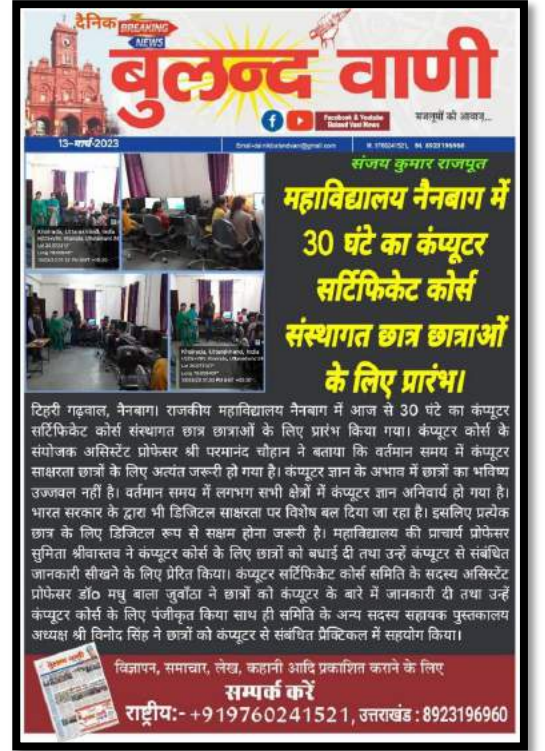 दैनिक BREAKING
NEWS
बुलन्द वाणी
Facebook & Youtube
Buland Vani News
मजलूमों की आवाज़...
13-मार्च-2023
M. 9760241521, 8923196960
संजय कुमार राजपूत
महाविद्यालय नैनबाग में
30 घंटे का कंप्यूटर
सर्टिफिकेट कोर्स
संस्थागत छात्र छात्राओं
के लिए प्रारंभ।
टिहरी गढ़वाल, नैनबाग। राजकीय महाविद्यालय नैनबाग में आज से 30 घंटे का कंप्यूटर
सर्टिफिकेट कोर्स संस्थागत छात्र छात्राओं के लिए प्रारंभ किया गया। कंप्यूटर कोर्स के
संयोजक असिस्टेंट प्रोफेसर श्री परमानंद चौहान ने बताया कि वर्तमान समय में कंप्यूटर
साक्षरता छात्रों के लिए अत्यंत जरूरी हो गया है। कंप्यूटर ज्ञान के अभाव में छात्रों का भविष्य
उज्जवल नहीं है। वर्तमान समय में लगभग सभी क्षेत्रों में कंप्यूटर ज्ञान अनिवार्य हो गया है।
भारत सरकार के द्वारा भी डिजिटल साक्षरता पर विशेष बल दिया जा रहा है। इसलिए प्रत्येक
छात्र के लिए डिजिटल रूप से सक्षम होना जरूरी है। महाविद्यालय की प्राचार्य प्रोफेसर
सुमिता श्रीवास्तव ने कंप्यूटर कोर्स के लिए छात्रों को बधाई दी तथा उन्हें कंप्यूटर से संबंधित
जानकारी सीखने के लिए प्रेरित किया। कंप्यूटर सर्टिफिकेट कोर्स समिति के सदस्य असिस्टेंट
प्रोफेसर डॉ० मधु बाला जुवाँठा ने छात्रों को कंप्यूटर के बारे में जानकारी दी तथा उन्हें
कंप्यूटर कोर्स के लिए पंजीकृत किया साथ ही समिति के अन्य सदस्य सहायक पुस्तकालय
अध्यक्ष श्री विनोद सिंह ने छात्रों को कंप्यूटर से संबंधित प्रैक्टिकल में सहयोग किया।
विज्ञापन, समाचार, लेख, कहानी आदि प्रकाशित कराने के लिए
सम्पर्क करें
राष्ट्रीय:- +919760241521, उत्तराखंड : 8923196960